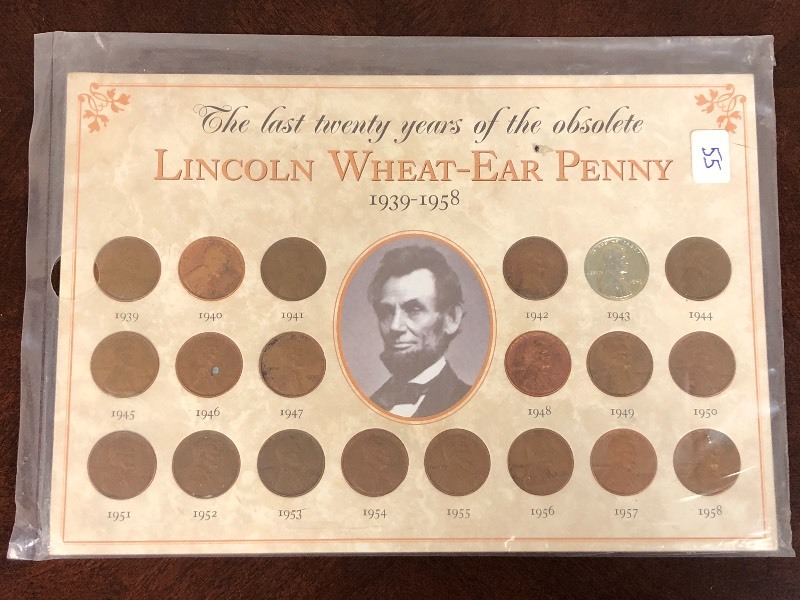 The last twenty years of the obsolete
LINCOLN WHEAT-EAR PENNY
55
1939-1958
1939 1940 1941 1942 1943 1944
1945 1946 1947 1948 1949 1950
1951 1952 1953 1954 1955 1956 1957 1958